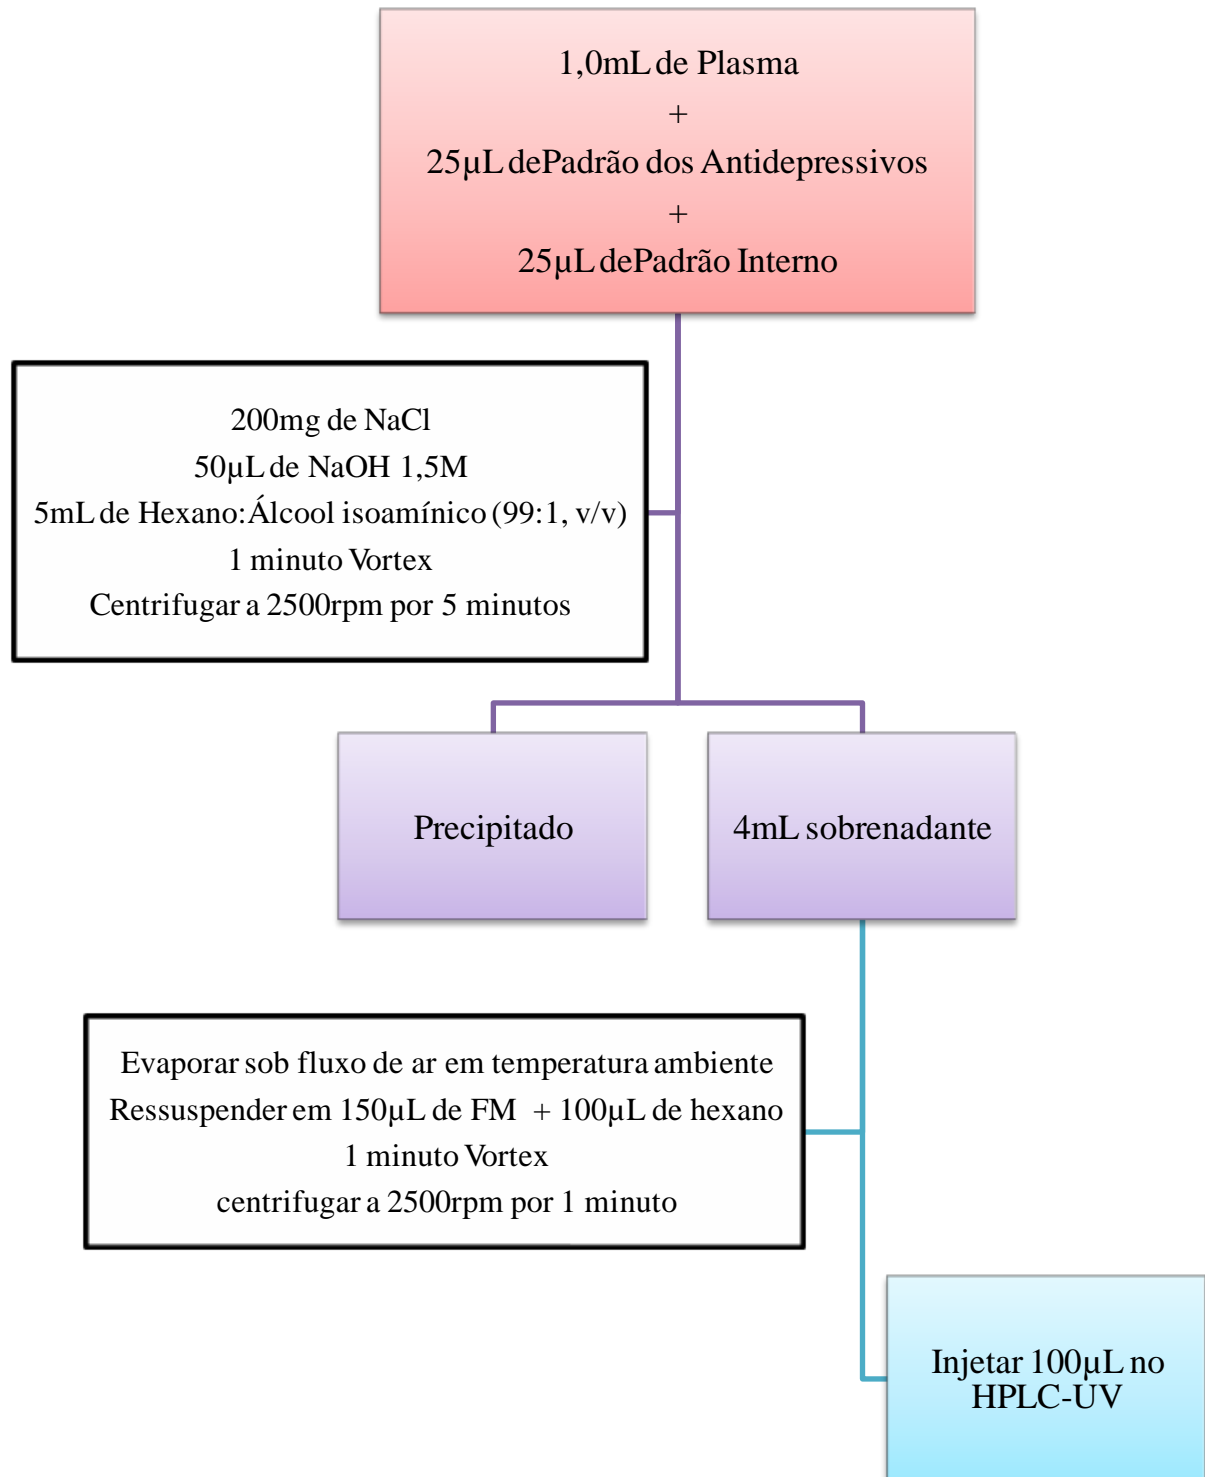 1,0mL de Plasma
+
25µL dePadrão dos Antidepressivos
+
25µL dePadrão Interno
200mg de NaCl
50µL de NaOH 1,5M
5mL de Hexano:Álcool isoamínico (99:1, v/v)
1 minuto Vortex
Centrifugar a 2500rpm por 5 minutos
Precipitado
4mL sobrenadante
Evaporar sob fluxo de ar em temperatura ambiente
Ressuspender em 150µL de FM + 100µL de hexano
1 minuto Vortex
centrifugar a 2500rpm por 1 minuto
Injetar 100µL no
HPLC-UV